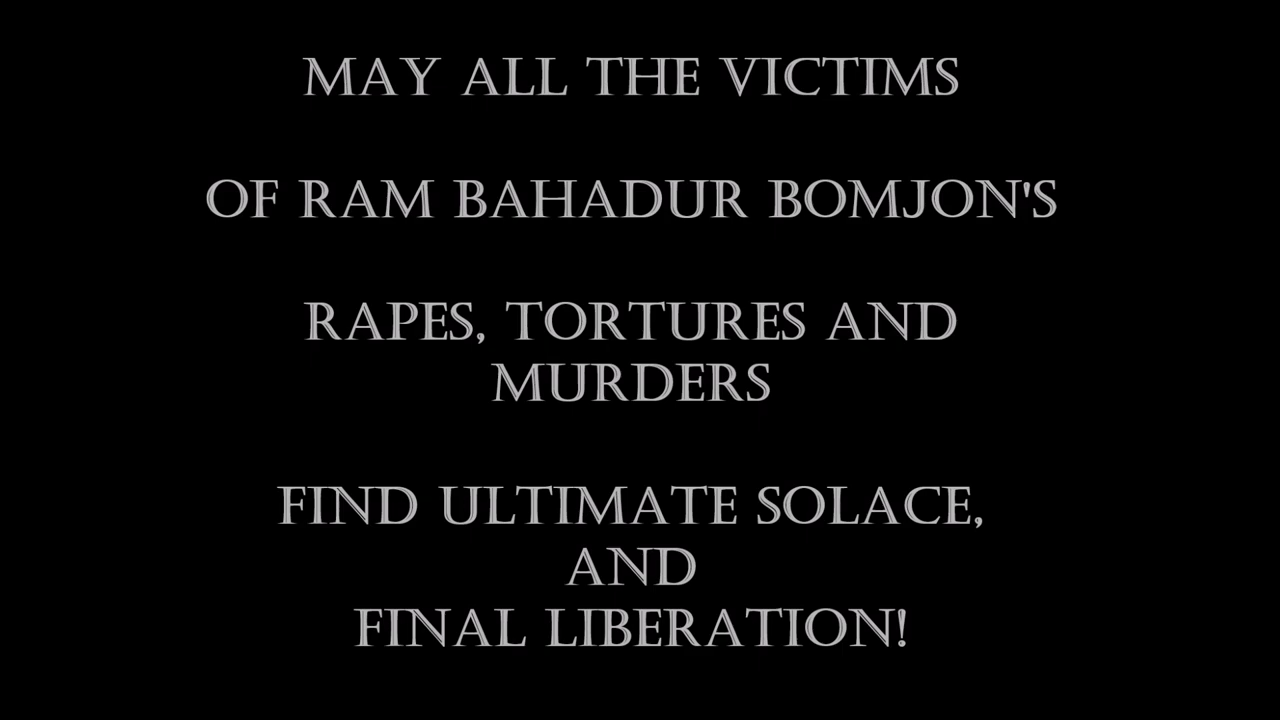 MAY ALL THE VICTIMS
OF RAM BAHADUR BOMJON'S
RAPES, TORTURES AND
MURDERS
FIND ULTIMATE SOLACE,
AND
FINAL LIBERATION!